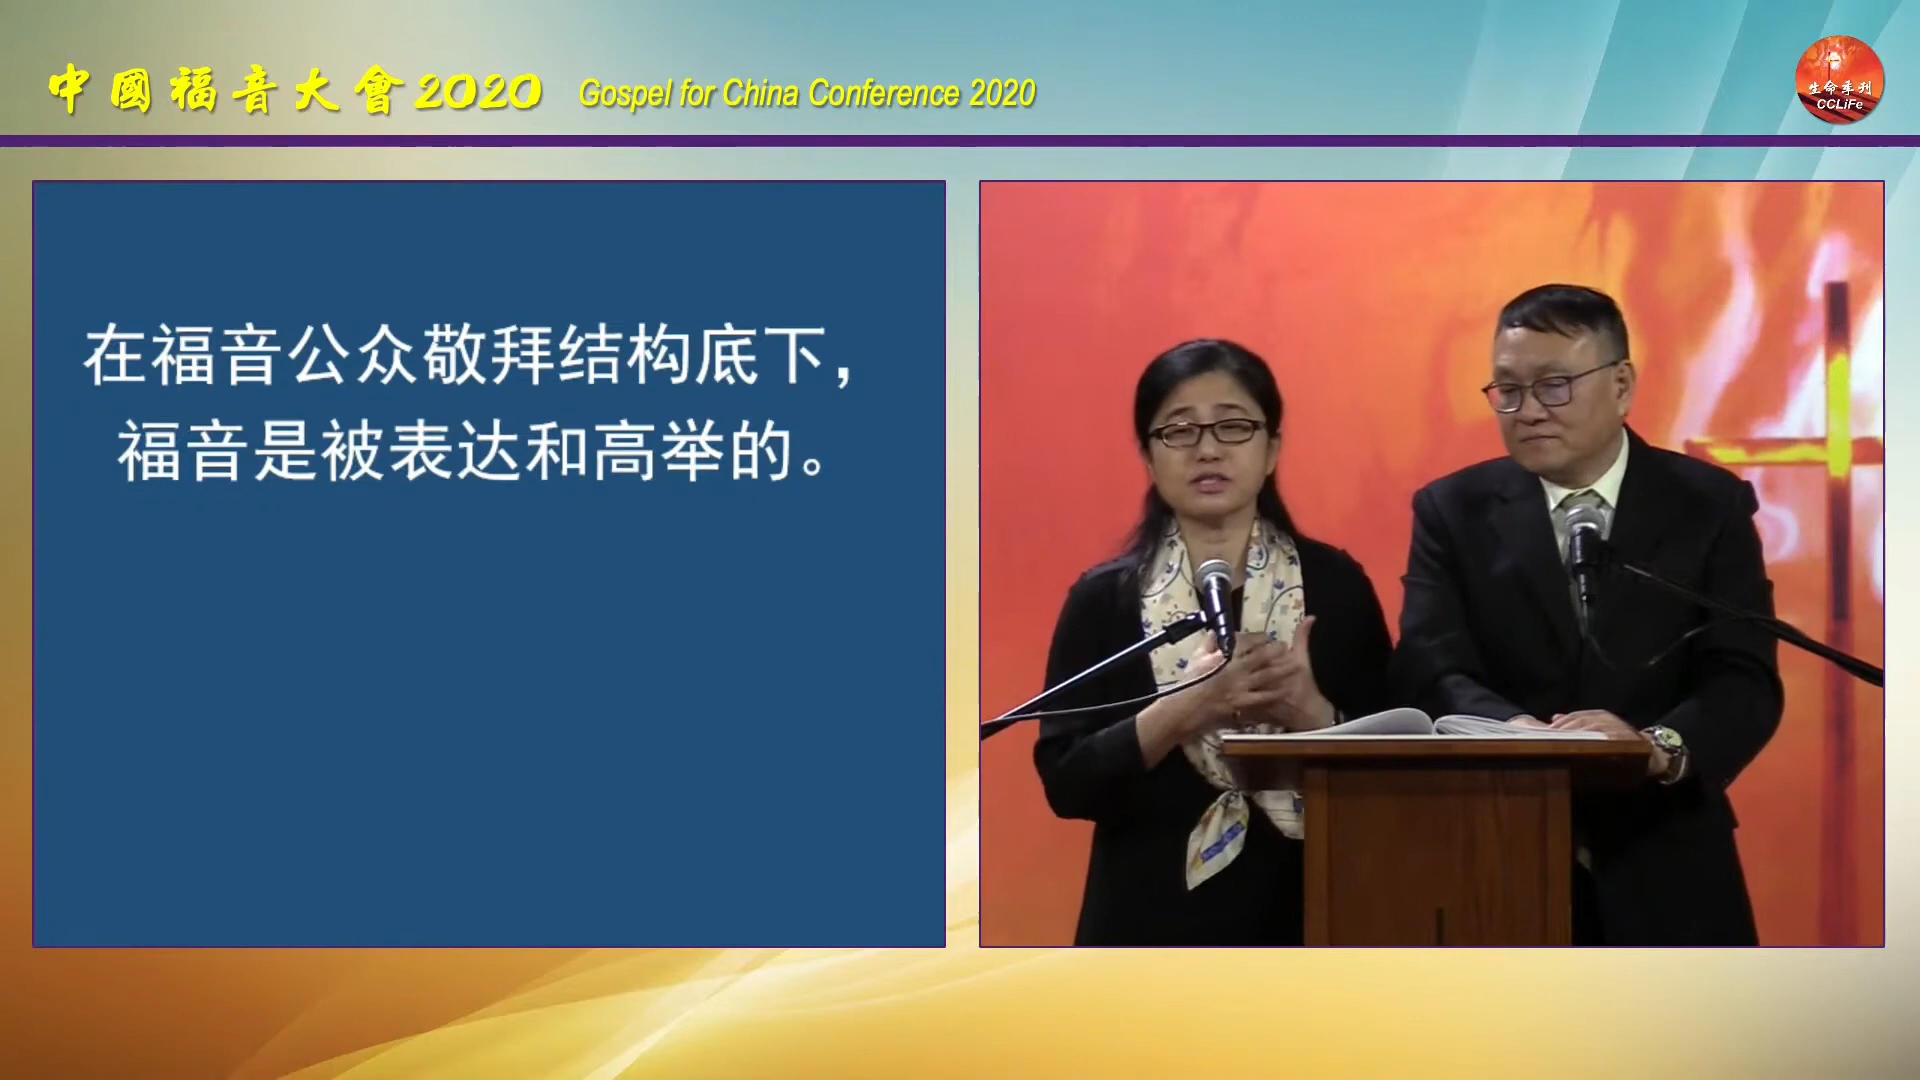 中國福音大會2020
Gospel for China Conference 2020
生命季刊
CCLiFe
在福音公众敬拜结构底下，
福音是被表达和高举的。